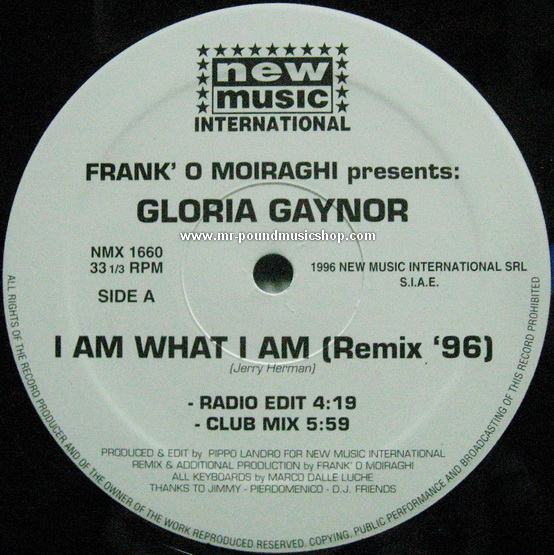 new
music
INTERNATIONAL
FRANK' O MOIRAGHI presents:
GLORIA GAYNOR
www.mr-poundmusicshop.com
NMX 1660
33 1/3 RPM
SIDE A
1996 NEW MUSIC INTERNATIONAL SRL
S.I.A.E.
I AM WHAT I AM (Remix '96)
(Jerry Herman)
- RADIO EDIT 4:19
- CLUB MIX 5:59
PRODUCED & EDIT by PIPPO LANDRO FOR NEW MUSIC INTERNATIONAL
REMIX & ADDITIONAL PRODUCTION by FRANK' O MOIRAGHI
ALL KEYBOARDS by MARCO DALLE LUCHE
THANKS TO JIMMY - PIERDOMENICO - D.J. FRIENDS
ALL RIGHTS OF THE RECORD PRODUCER AND OF THE OWNER OF THE WORK REPRODUCED RESERVED. COPYING, PUBLIC PERFORMANCE AND BROADCASTING OF THIS RECORD PROHIBITED